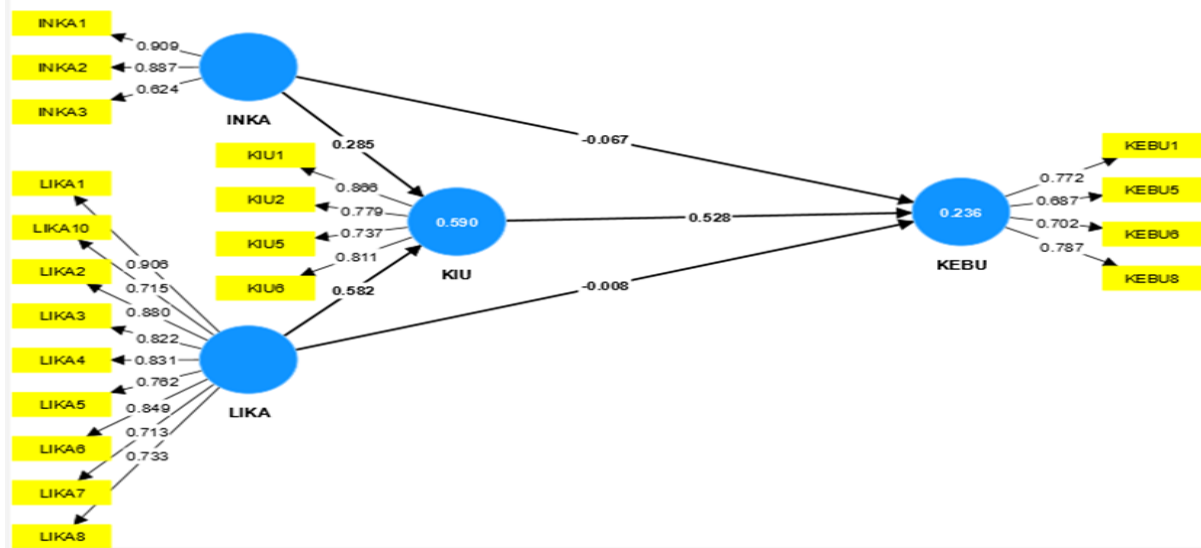 INKA1
INKA2
INKA3
0.909
0.887
0.624
INKA
0.285
-0.067
KIU1
KIU2
KIU5
KIU6
0.866
0.779
0.737
0.811
0.590
KIU
0.528
0.582
-0.008
LIKA1
LIKA10
LIKA2
LIKA3
LIKA4
LIKA5
LIKA6
LIKA7
LIKA8
0.906
0.715
0.880
0.822
0.831
0.762
0.849
0.713
0.733
LIKA
0.236
KEBU
0.772
0.687
0.702
0.787
KEBU1
KEBU5
KEBU6
KEBU8